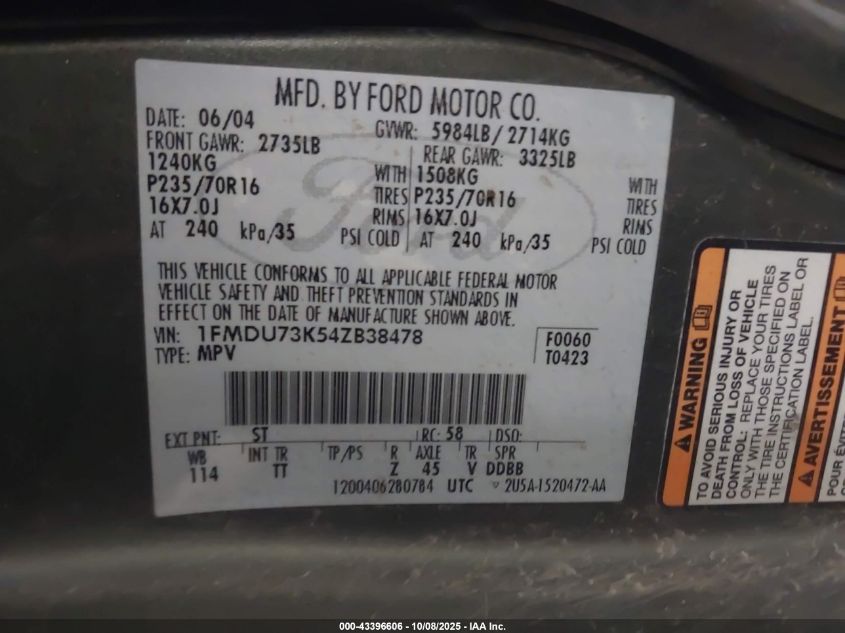 MFD. BY FORD MOTOR CO.
DATE: 06/04 GVWR: 5984LB/ 2714KG
FRONT GAWR: 2735LB REAR GAWR: 3325LB
1240KG WITH 1508KG WITH
P235/70R16 TIRES P235/70R16 TIRES
16X7.0J RIMS 16X7.0J RIMS
AT 240 kPa/35 PSI COLD AT 240 kPa/35 PSI COLD
Ford
THIS VEHICLE CONFORMS TO ALL APPLICABLE FEDERAL MOTOR
VEHICLE SAFETY AND THEFT PREVENTION STANDARDS IN
EFFECT ON THE DATE OF MANUFACTURE SHOWN ABOVE.
VIN: 1FMDU73K54ZB38478 F0060
TYPE: MPV T0423
EXT PNT: ST RC: 58 DSO:
WB INT TR TP/PS R AXLE TR SPR
114 TT Z 45 V DDBB
1200406280784 UTC ▽ 2U5A-1520472-AA
WARNING
TO AVOID SERIOUS INJURY OR
DEATH FROM LOSS OF VEHICLE
CONTROL: REPLACE YOUR TIRES
ONLY WITH THOSE SPECIFIED ON
THE TIRE INSTRUCTIONS LABEL OR
THE CERTIFICATION LABEL AND
AVERTISSEMENT
POUR ÉVITE
000-43396606 - 10/08/2025 - IAA Inc.